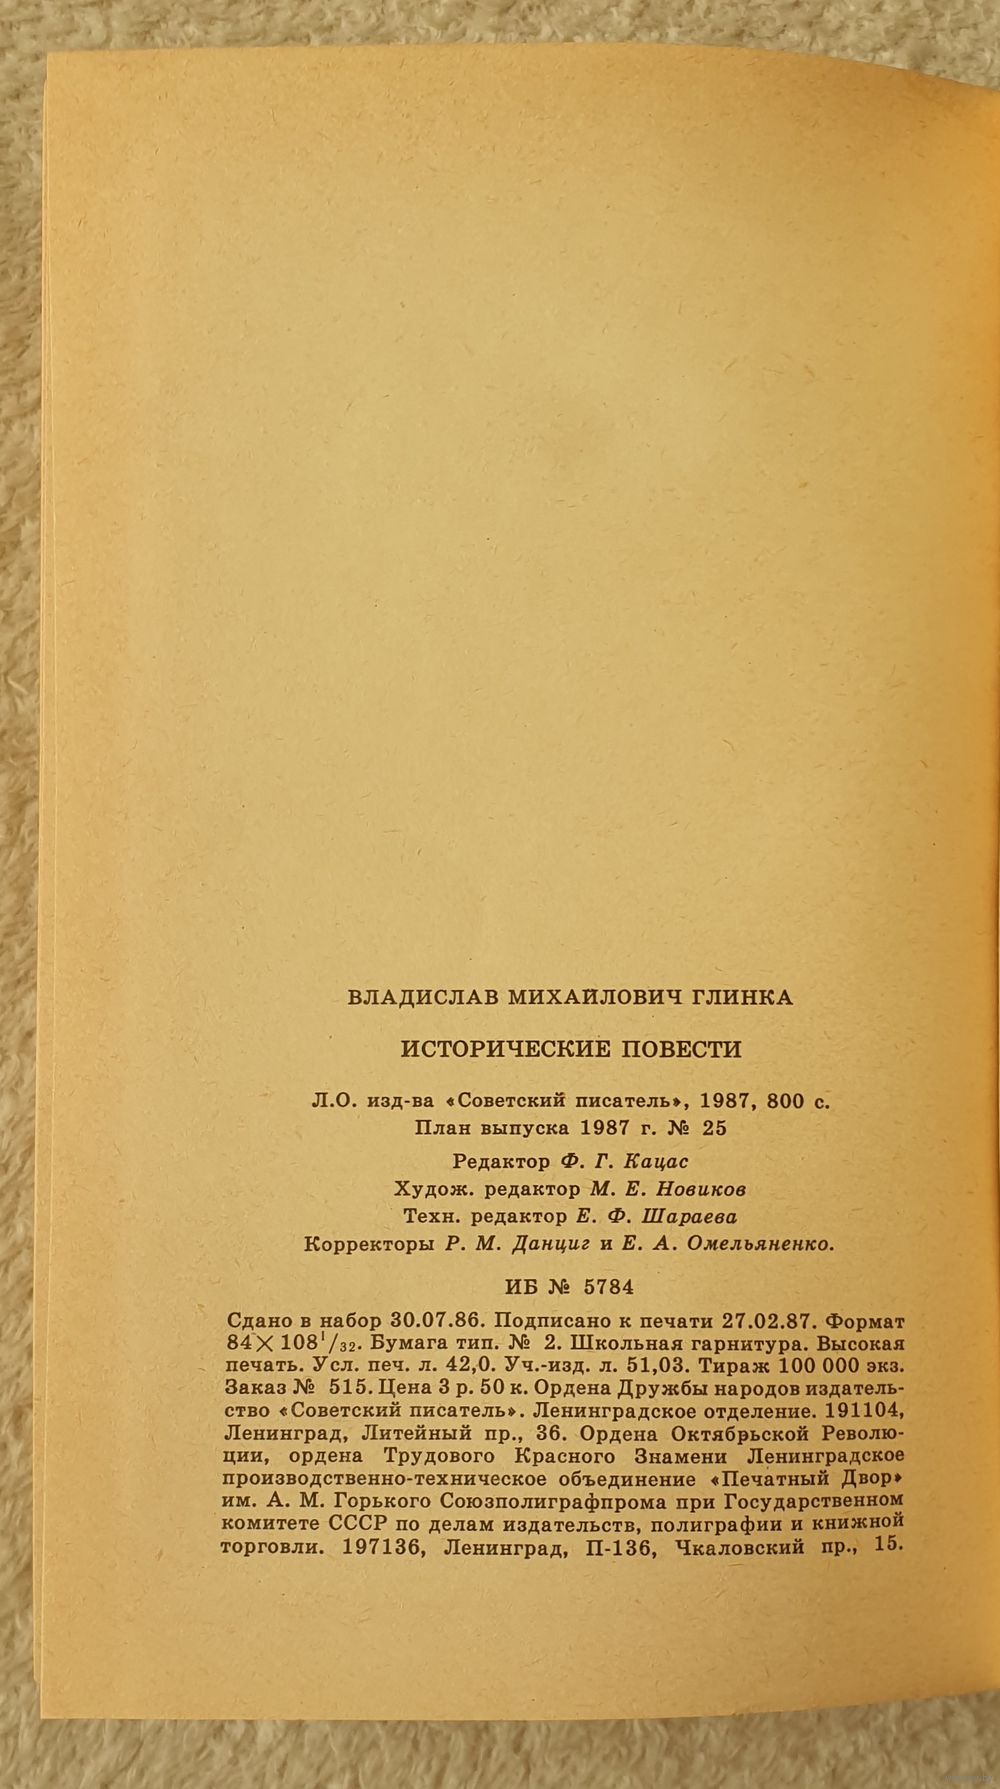 ВЛАДИСЛАВ МИХАЙЛОВИЧ ГЛИНКА
ИСТОРИЧЕСКИЕ ПОВЕСТИ
Л.О. изд-ва «Советский писатель», 1987, 800 с.
План выпуска 1987 г. № 25
Редактор Ф. Г. Кацас
Худож. редактор М. Е. Новиков
Техн. редактор Е. Ф. Шараева
Корректоры Р. М. Данциг и Е. А. Омельяненко.
ИБ № 5784
Сдано в набор 30.07.86. Подписано к печати 27.02.87. Формат
84×108¹/₃₂. Бумага тип. № 2. Школьная гарнитура. Высокая
печать. Усл. печ. л. 42,0. Уч.-изд. л. 51,03. Тираж 100 000 экз.
Заказ № 515. Цена 3 р. 50 к. Ордена Дружбы народов издатель-
ство «Советский писатель». Ленинградское отделение. 191104,
Ленинград, Литейный пр., 36. Ордена Октябрьской Револю-
ции, ордена Трудового Красного Знамени Ленинградское
производственно-техническое объединение «Печатный Двор»
им. А. М. Горького Союзполиграфпрома при Государственном
комитете СССР по делам издательств, полиграфии и книжной
торговли. 197136, Ленинград, П-136, Чкаловский пр., 15.